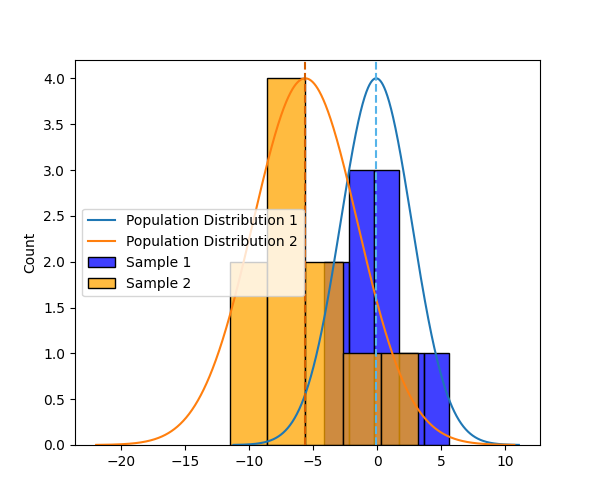 4.0
3.5
3.0
2.5
2.0
1.5
1.0
0.5
0.0
Count
Population Distribution 1
Population Distribution 2
Sample 1
Sample 2
−20 −15 −10 −5 0 5 10